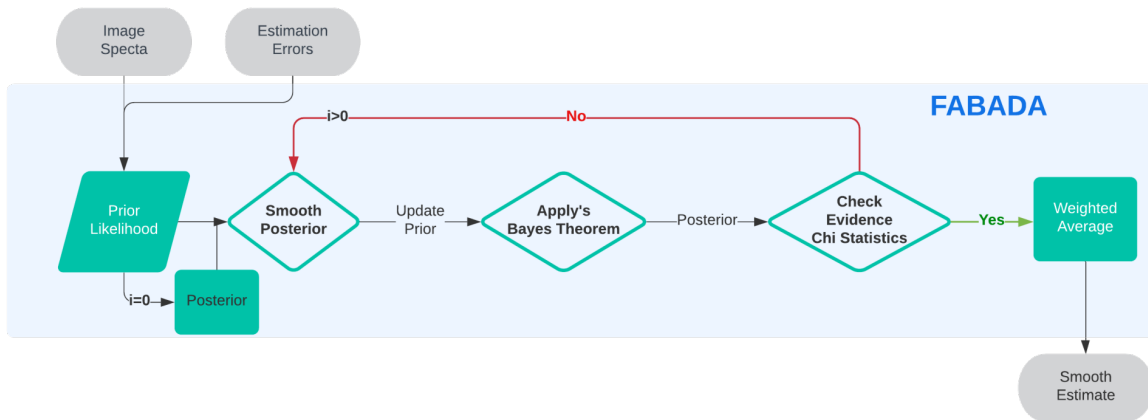 Image
Specta
Estimation
Errors
FABADA
i>0
No
Prior
Likelihood
Smooth
Posterior
Update
Prior
Apply's
Bayes Theorem
Posterior
Check
Evidence
Chi Statistics
Yes
Weighted
Average
i=0
Posterior
Smooth
Estimate